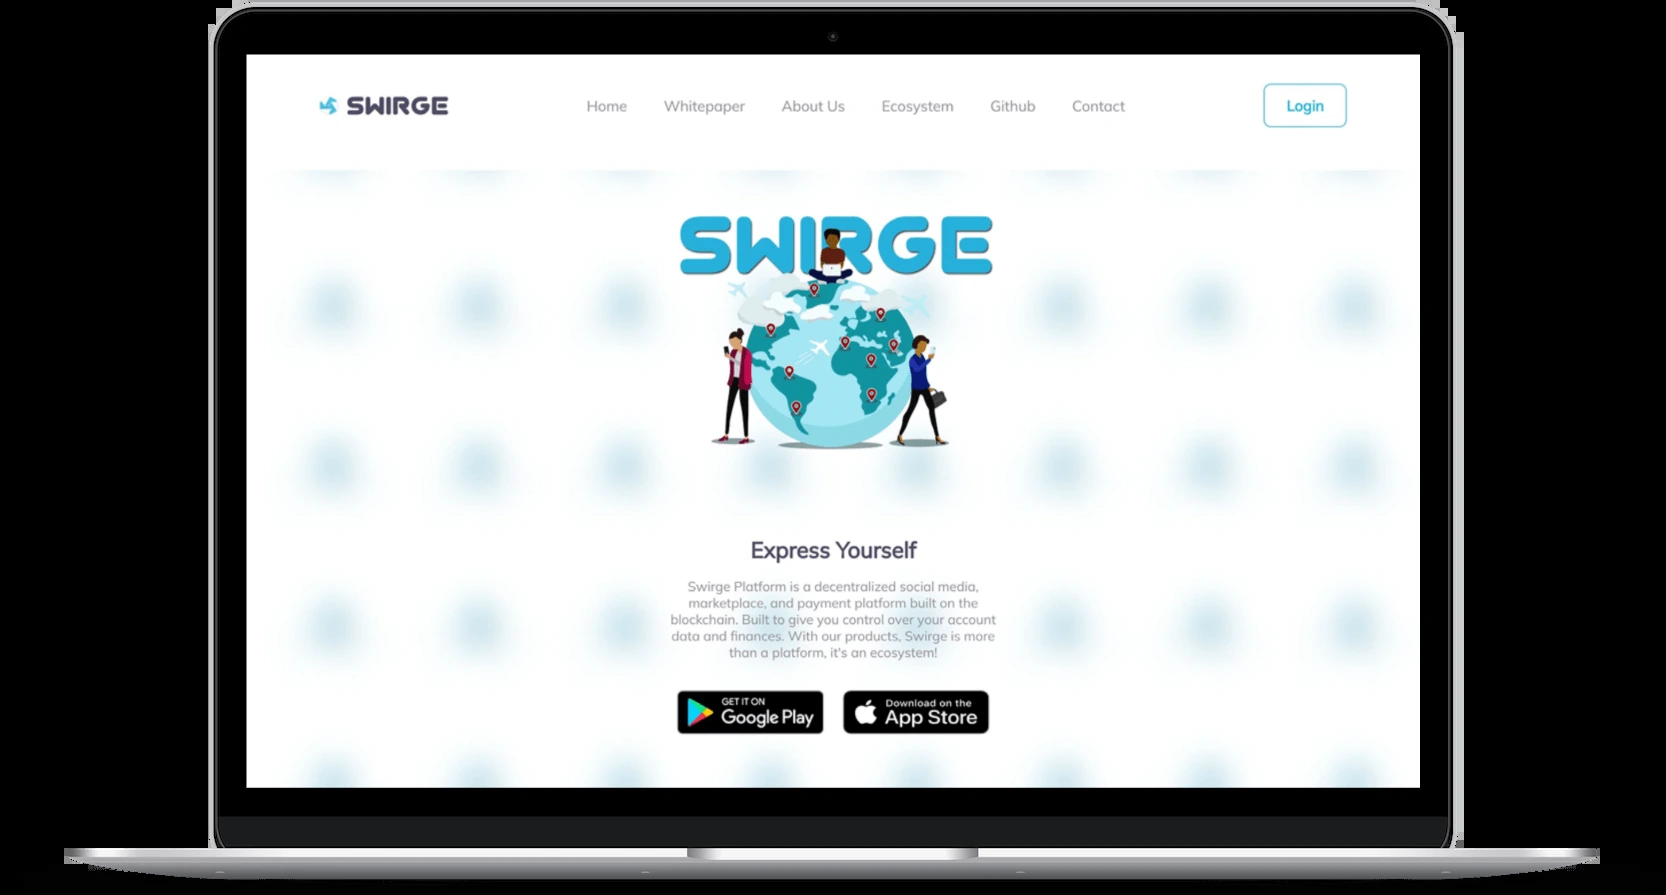 SWIRGE
Home Whitepaper About Us Ecosystem Github Contact
Login
SWIRGE
Express Yourself
Swirge Platform is a decentralized social media,
marketplace, and payment platform built on the
blockchain. Built to give you control over your account
data and finances. With our products, Swirge is more
than a platform, it's an ecosystem!
GET IT ON
Google Play
Download on the
App Store